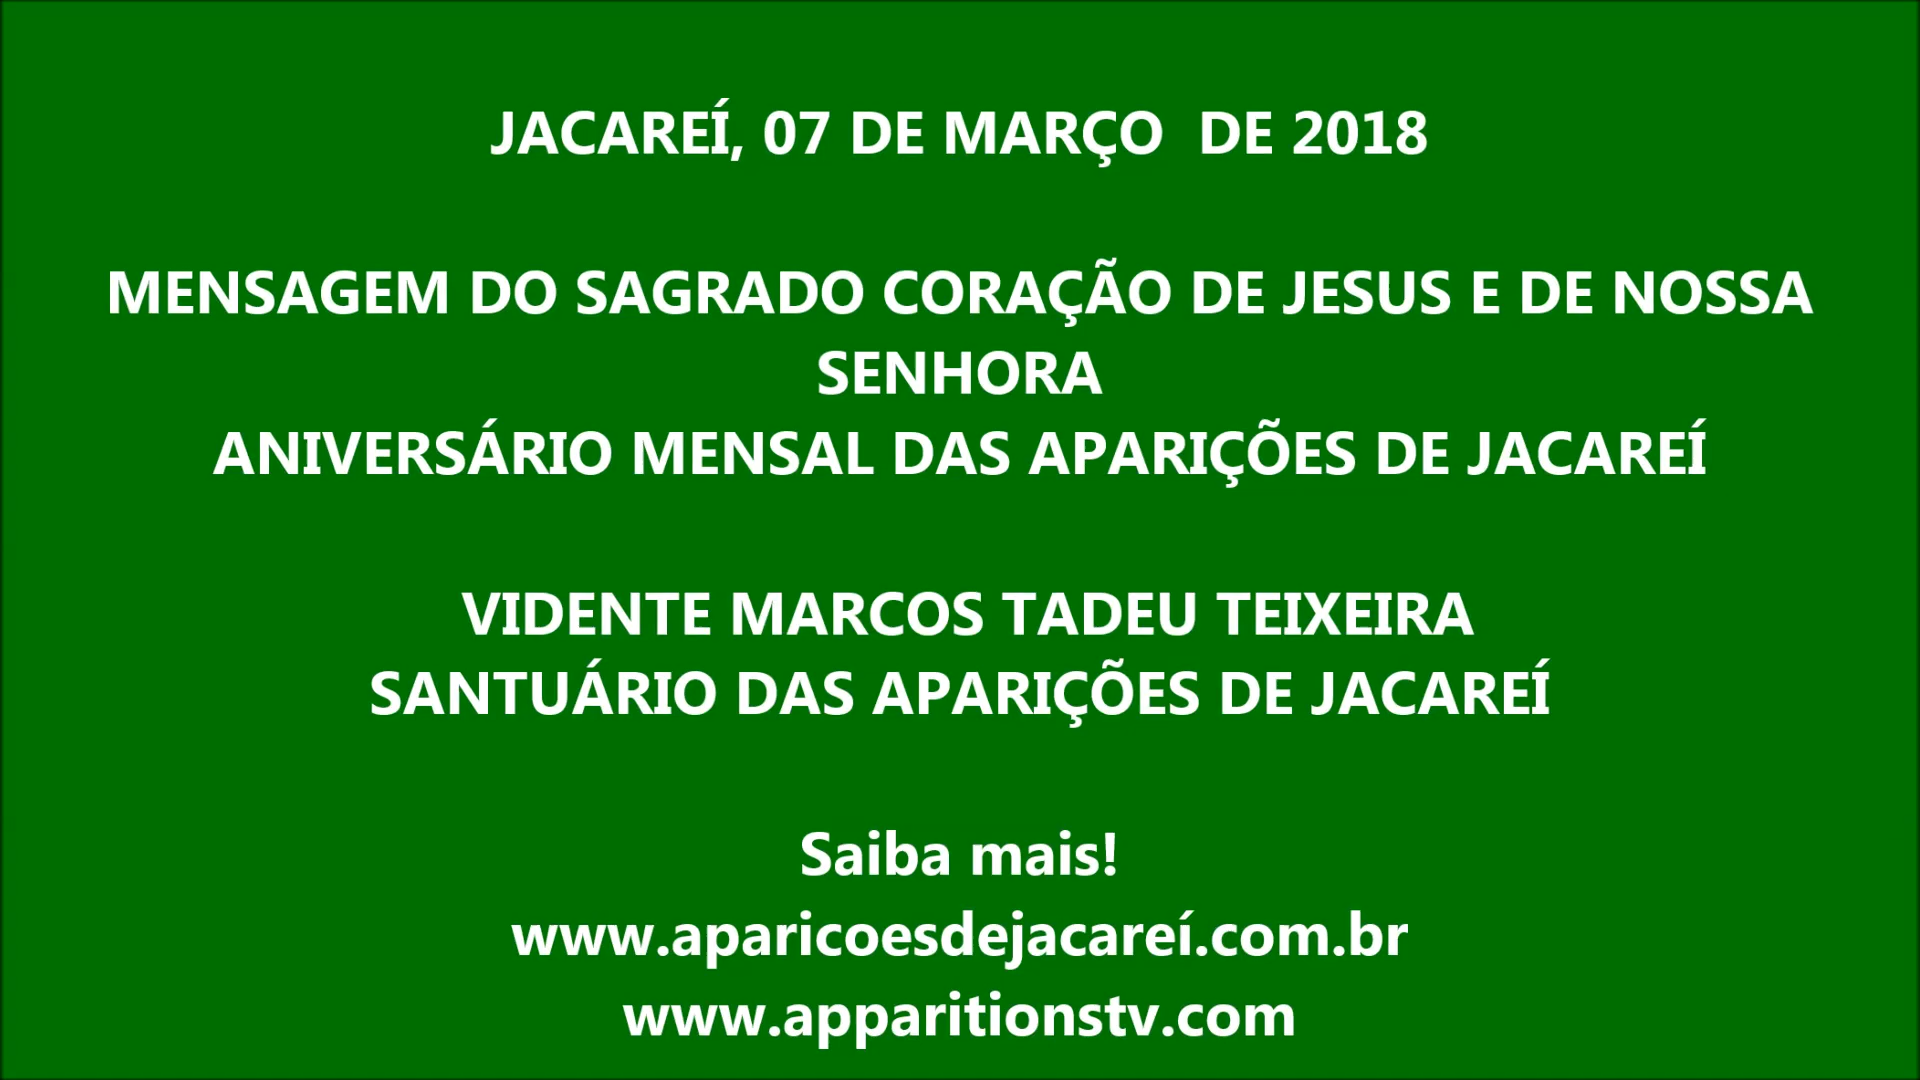 JACAREÍ, 07 DE MARÇO  DE 2018
MENSAGEM DO SAGRADO CORAÇÃO DE JESUS E DE NOSSA
SENHORA
ANIVERSÁRIO MENSAL DAS APARIÇÕES DE JACAREÍ
VIDENTE MARCOS TADEU TEIXEIRA
SANTUÁRIO DAS APARIÇÕES DE JACAREÍ
Saiba mais!
www.aparicoesdejacareí.com.br
www.apparitionstv.com